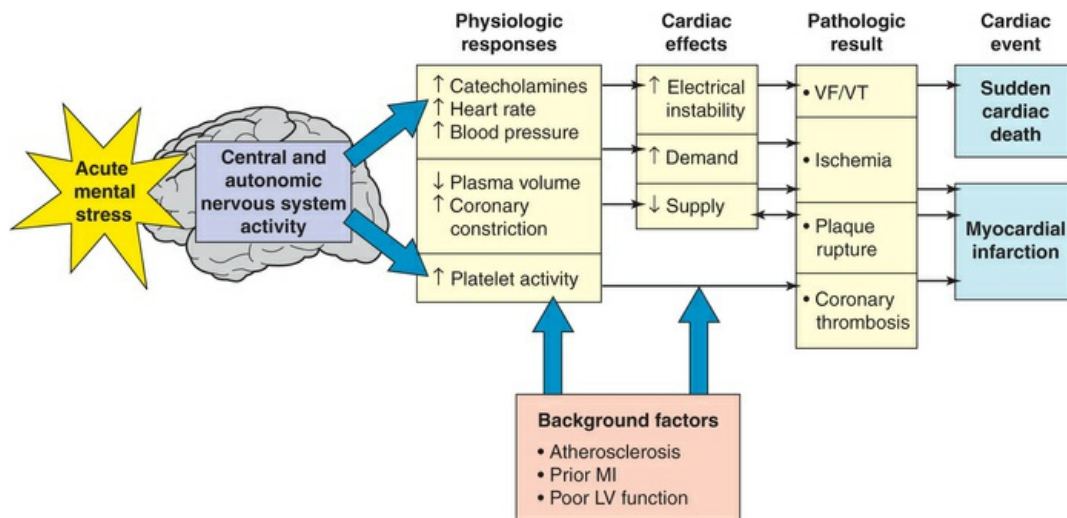 Physiologic
responses
Cardiac
effects
Pathologic
result
Cardiac
event
Acute
mental
stress
Central and
autonomic
nervous system
activity
↑ Catecholamines
↑ Heart rate
↑ Blood pressure
↓ Plasma volume
↑ Coronary
constriction
↑ Platelet activity
↑ Electrical
instability
↑ Demand
↓ Supply
• VF/VT
• Ischemia
• Plaque
rupture
• Coronary
thrombosis
Sudden
cardiac
death
Myocardial
infarction
Background factors
• Atherosclerosis
• Prior MI
• Poor LV function